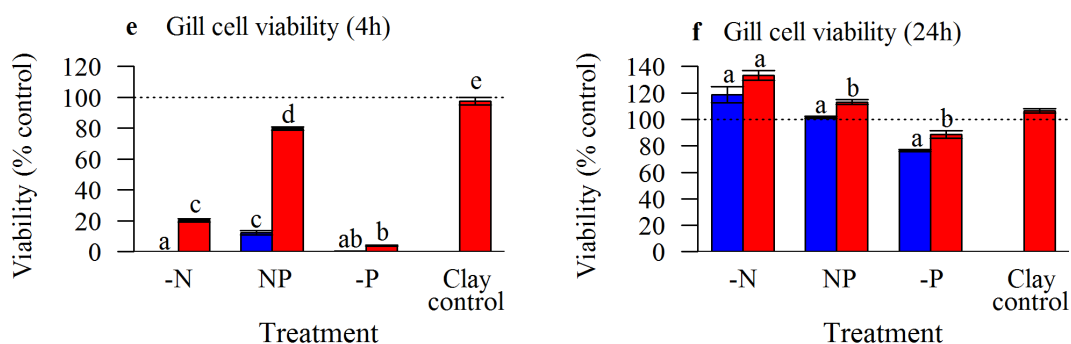 e Gill cell viability (4h)
Viability (% control)
120
100
80
60
40
20
0
a
c
c
d
ab
b
e
-N
NP
-P
Clay
control
Treatment
f Gill cell viability (24h)
Viability (% control)
140
120
100
80
60
40
20
0
a
a
a
b
a
b
-N
NP
-P
Clay
control
Treatment